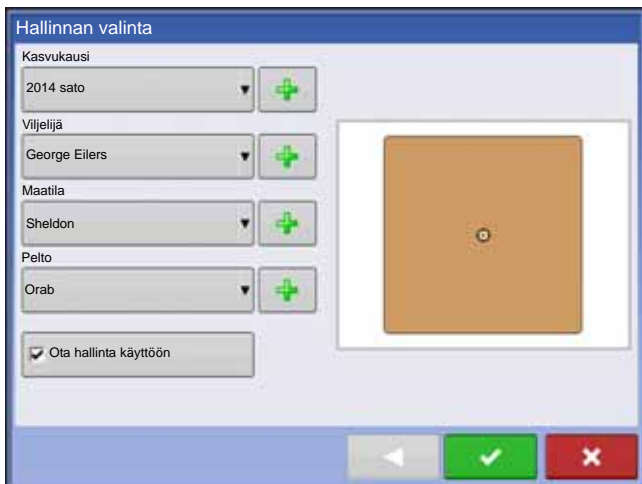 Hallinnan valinta
Kasvukausi
2014 sato
Viljelijä
George Eilers
Maatila
Sheldon
Pelto
Orab
Ota hallinta käyttöön